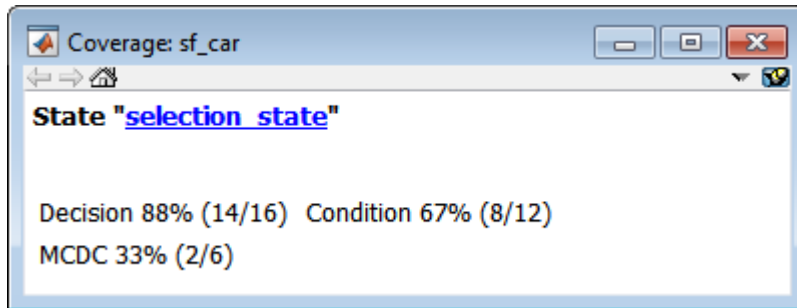 Coverage: sf_car
State "selection_state"
Decision 88% (14/16) Condition 67% (8/12)
MCDC 33% (2/6)